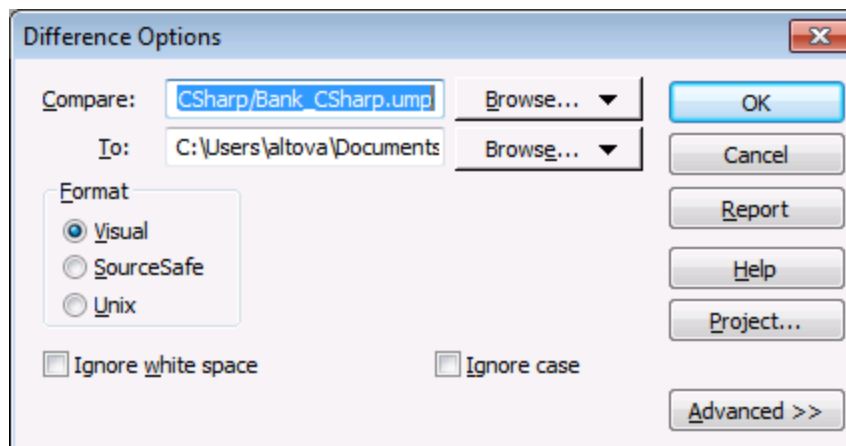 Difference Options
Compare: CSharp/Bank_CSharp.ump Browse... OK
To: C:\Users\altova\Documents Browse... Cancel
Format
Visual
SourceSafe
Unix
Report
Help
Project...
Ignore white space Ignore case
Advanced >>